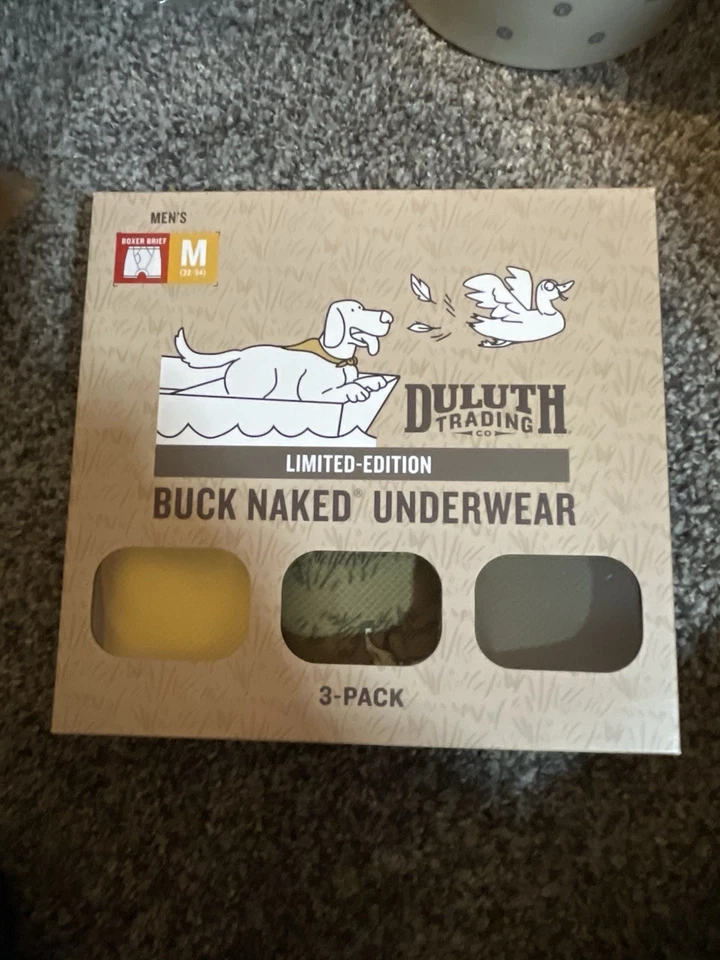 MEN'S
BOXER BRIEF
M
(32-34)
DULUTH
TRADING
CO
LIMITED-EDITION
BUCK NAKED® UNDERWEAR
3-PACK